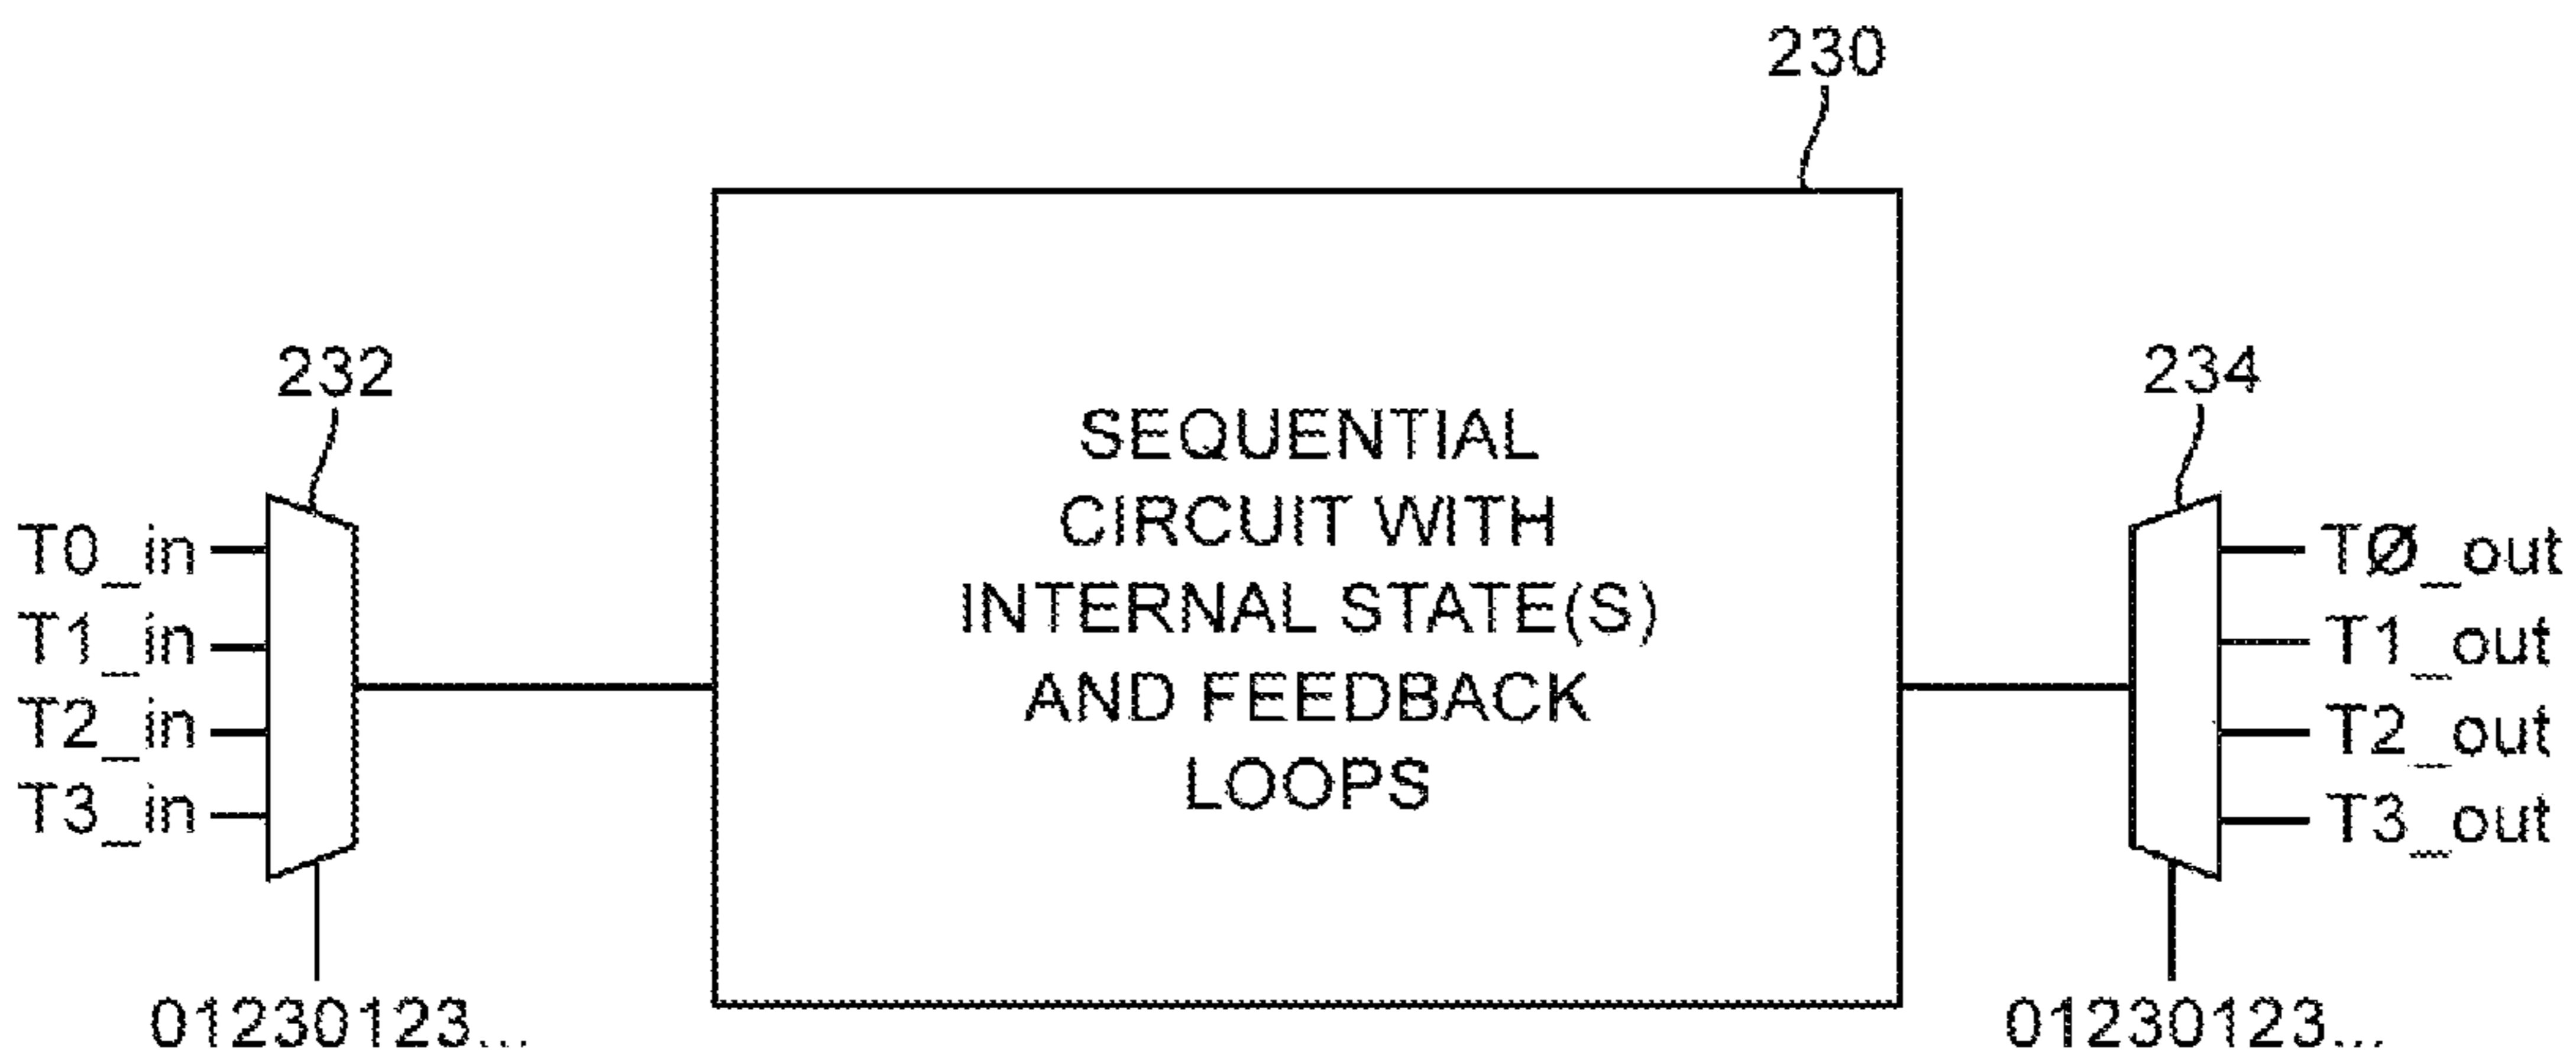 230
232
234
T0_in
T1_in
T2_in
T3_in
01230123...
SEQUENTIAL
CIRCUIT WITH
INTERNAL STATE(S)
AND FEEDBACK
LOOPS
TØ_out
T1_out
T2_out
T3_out
01230123...